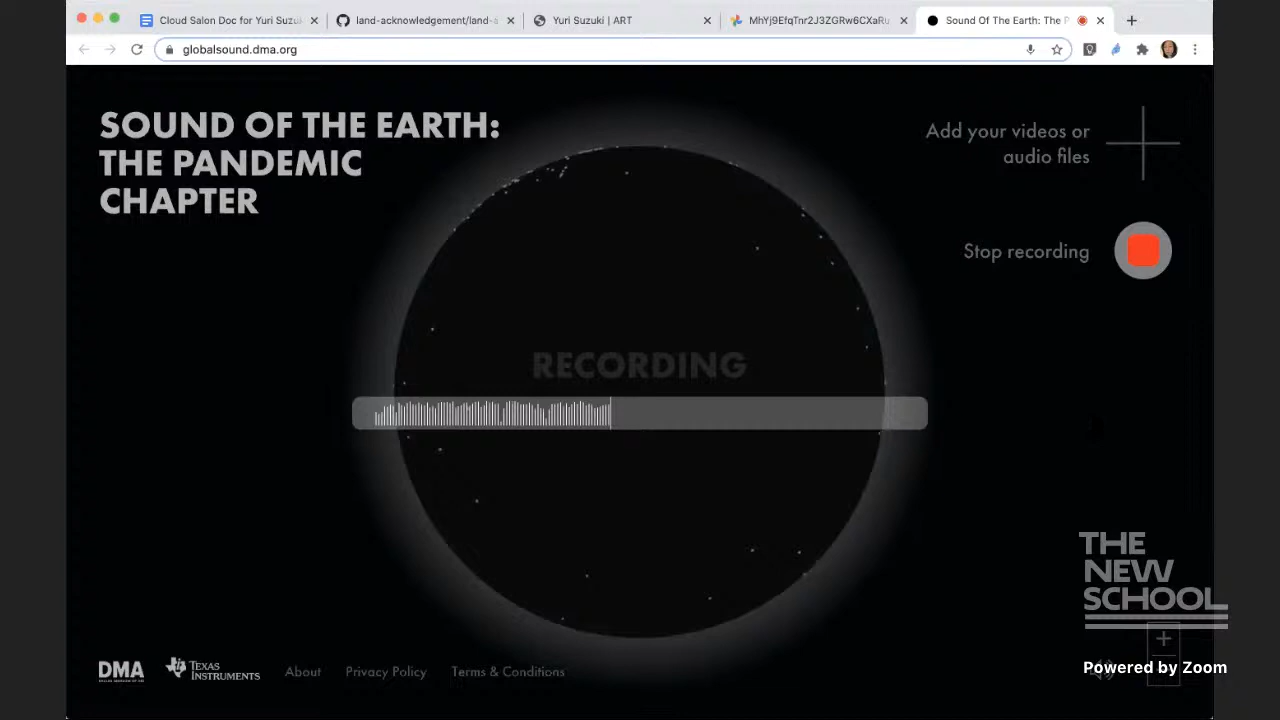 Cloud Salon Doc for Yuri Suzuk
land-acknowledgement/land-a
Yuri Suzuki | ART
MhYj9EfqTnr2J3ZGRw6CXaRu
Sound Of The Earth: The P
globalsound.dma.org
SOUND OF THE EARTH:
THE PANDEMIC
CHAPTER
Add your videos or
audio files
Stop recording
RECORDING
THE
NEW
SCHOOL
DMA
TEXAS
INSTRUMENTS
About
Privacy Policy
Terms & Conditions
Powered by Zoom